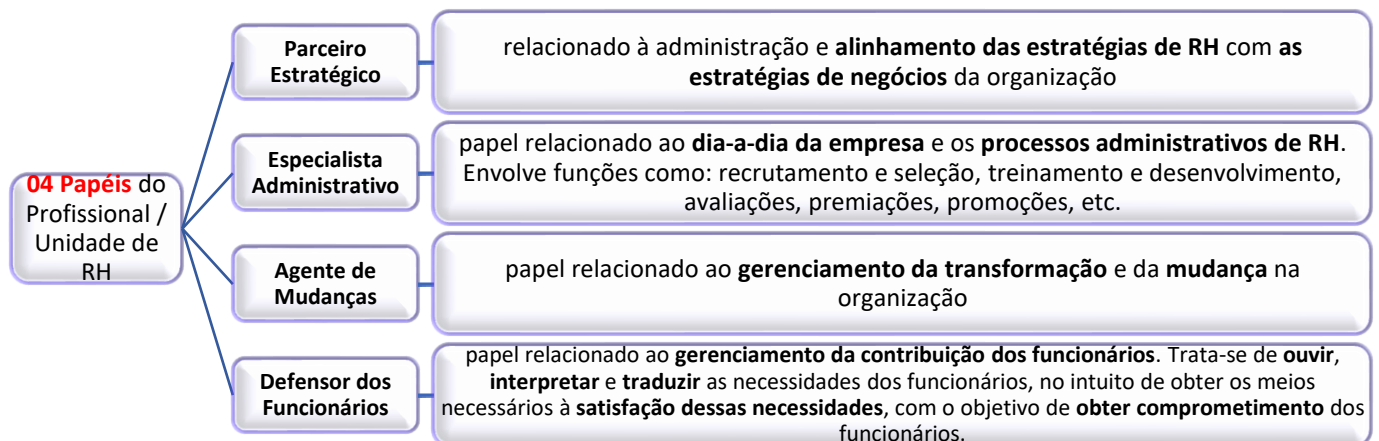 04 Papéis do
Profissional /
Unidade de
RH
Parceiro
Estratégico
relacionado à administração e alinhamento das estratégias de RH com as
estratégias de negócios da organização
Especialista
Administrativo
papel relacionado ao dia-a-dia da empresa e os processos administrativos de RH.
Envolve funções como: recrutamento e seleção, treinamento e desenvolvimento,
avaliações, premiações, promoções, etc.
Agente de
Mudanças
papel relacionado ao gerenciamento da transformação e da mudança na
organização
Defensor dos
Funcionários
papel relacionado ao gerenciamento da contribuição dos funcionários. Trata-se de ouvir,
interpretar e traduzir as necessidades dos funcionários, no intuito de obter os meios
necessários à satisfação dessas necessidades, com o objetivo de obter comprometimento dos
funcionários.